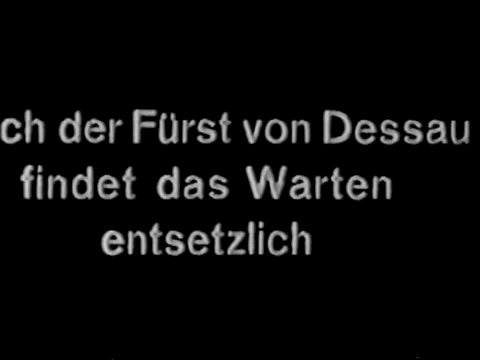 ch der Fürst von Dessau
findet das Warten
entsetzlich